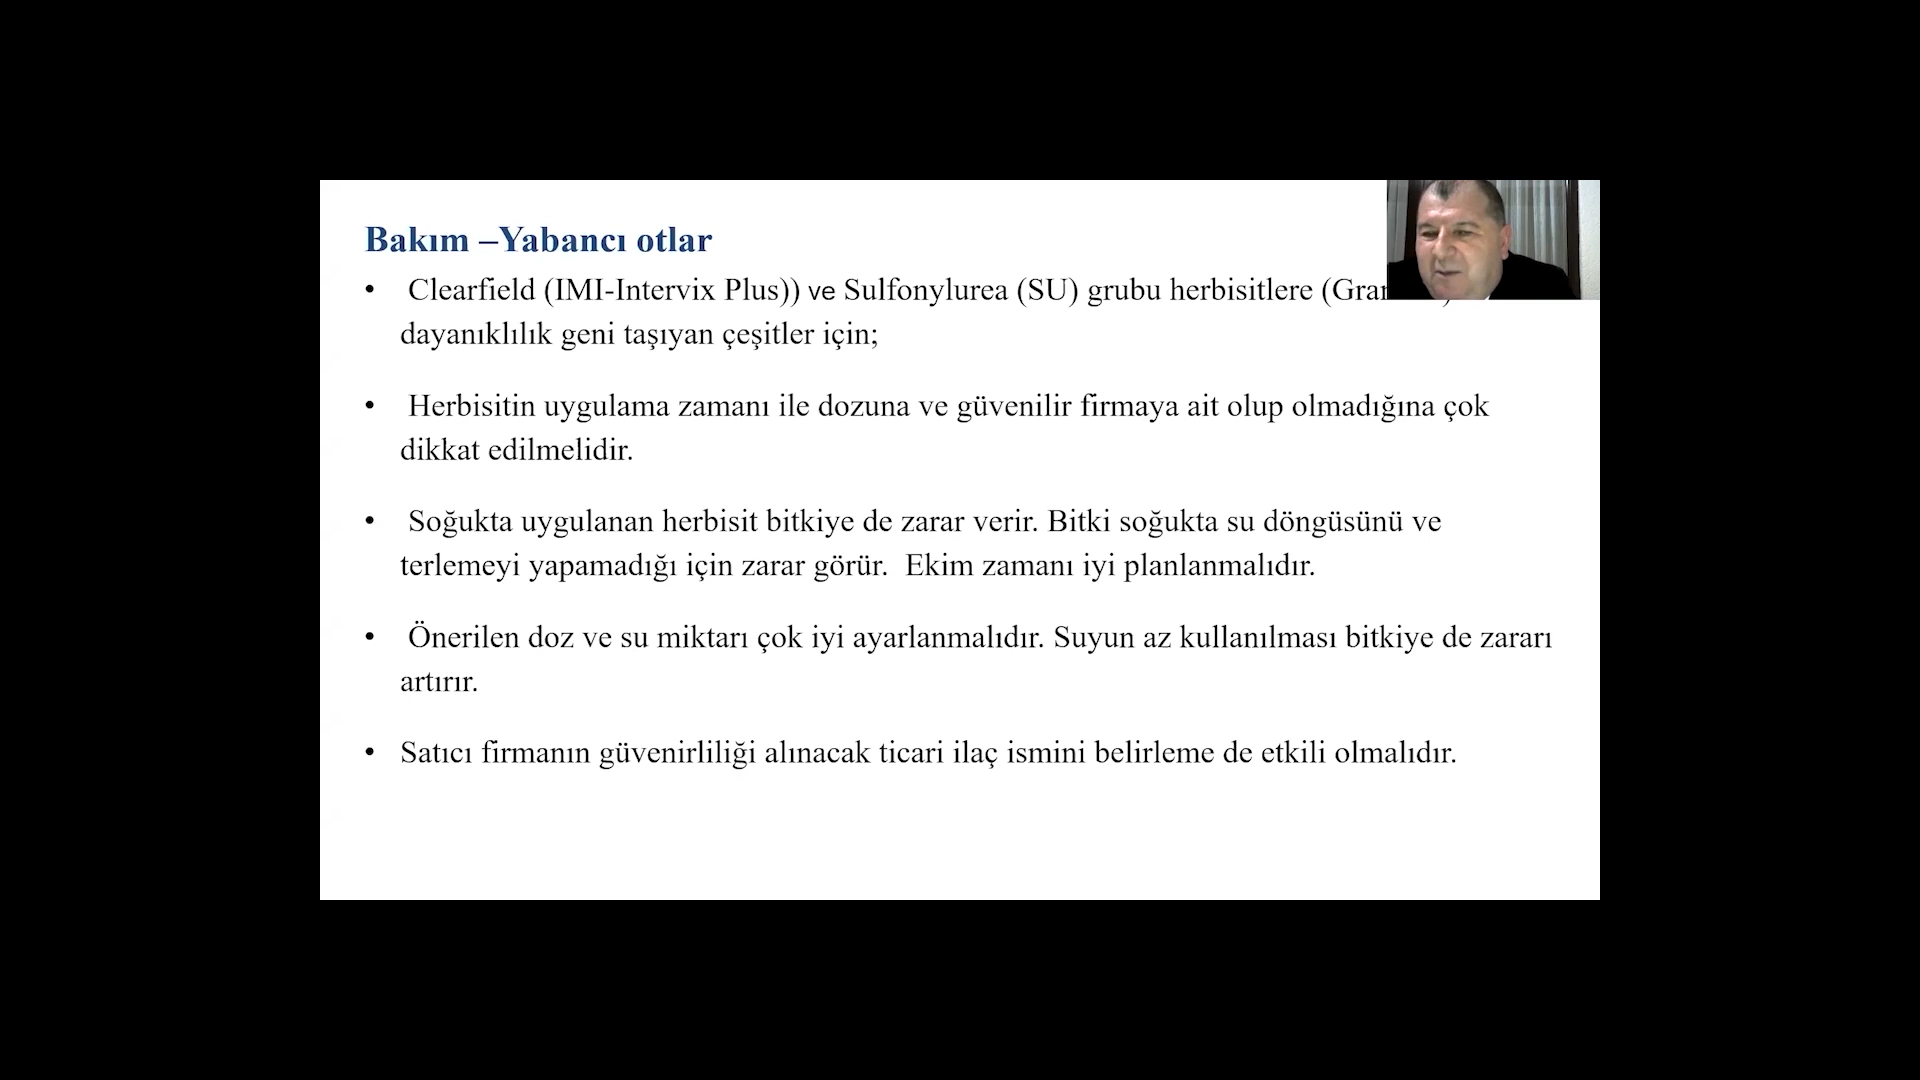 Bakım –Yabancı otlar
• Clearfield (IMI-Intervix Plus)) ve Sulfonylurea (SU) grubu herbisitlere
dayanıklılık geni taşıyan çeşitler için;
• Herbisitin uygulama zamanı ile dozuna ve güvenilir firmaya ait olup olmadığına çok
dikkat edilmelidir.
• Soğukta uygulanan herbisit bitkiye de zarar verir. Bitki soğukta su döngüsünü ve
terlemeyi yapamadığı için zarar görür. Ekim zamanı iyi planlanmalıdır.
• Önerilen doz ve su miktarı çok iyi ayarlanmalıdır. Suyun az kullanılması bitkiye de zararı
artırır.
• Satıcı firmanın güvenirliliği alınacak ticari ilaç ismini belirleme de etkili olmalıdır.